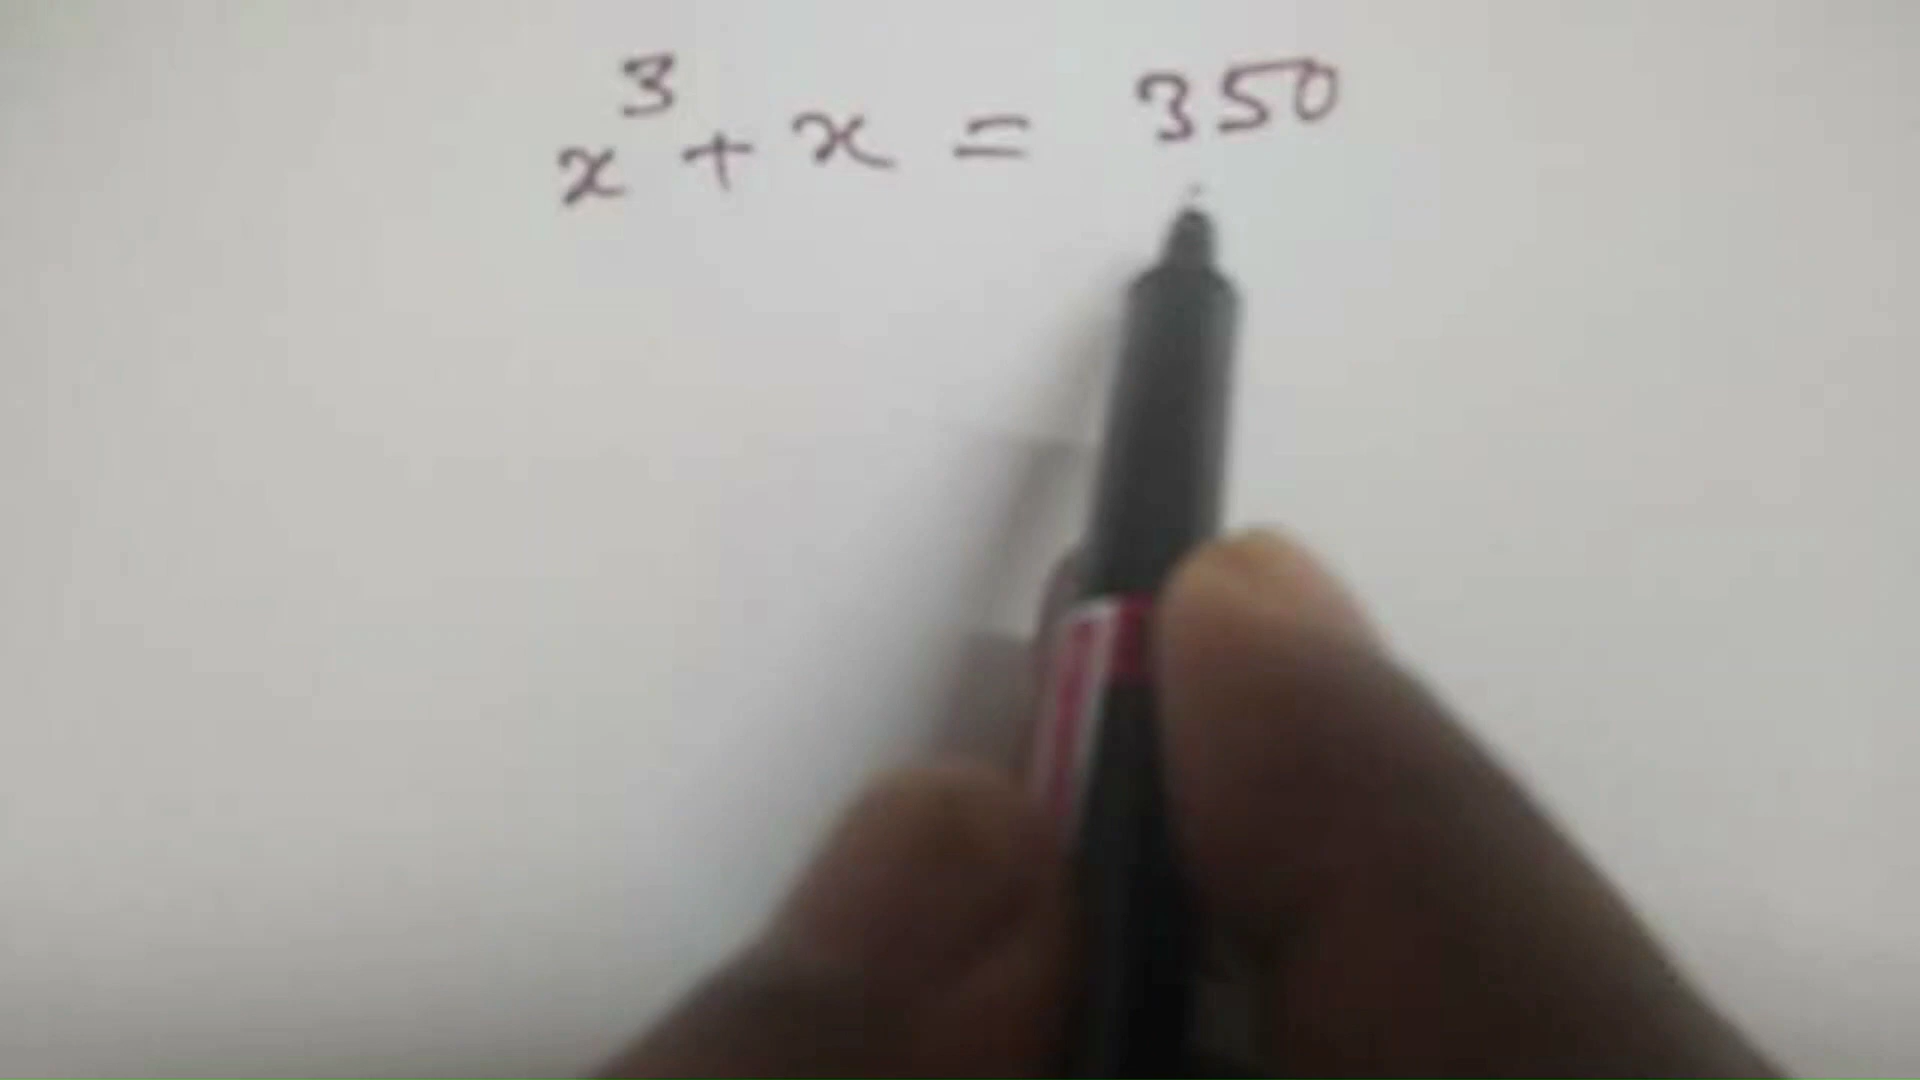 x³ + x = 350